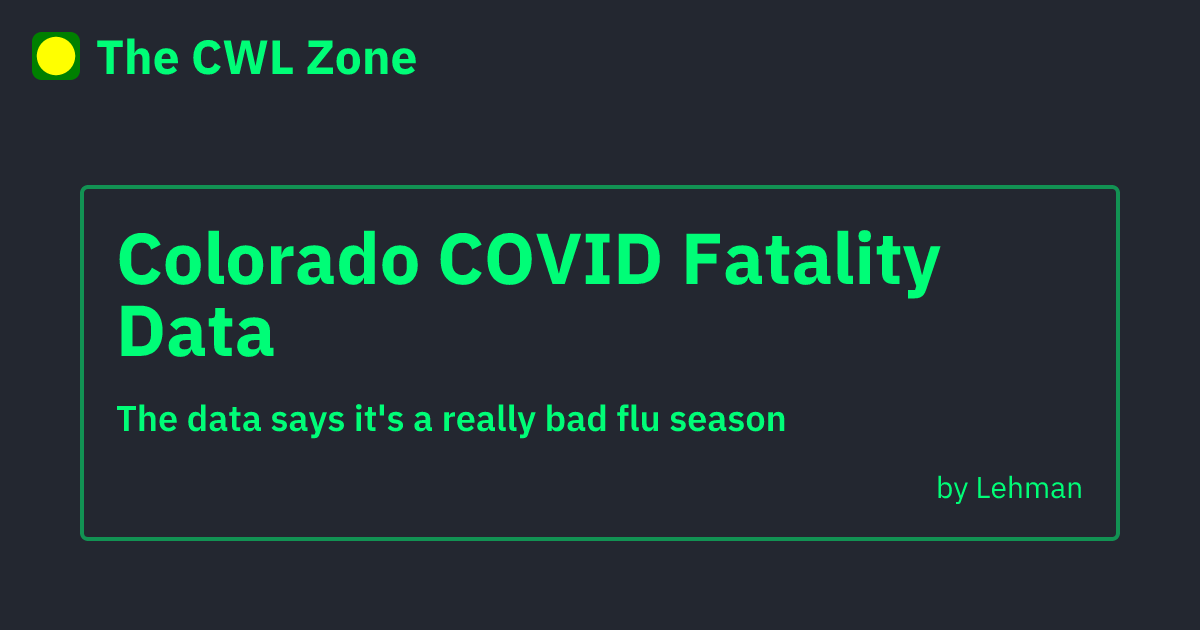 The CWL Zone
Colorado COVID Fatality
Data
The data says it's a really bad flu season
by Lehman